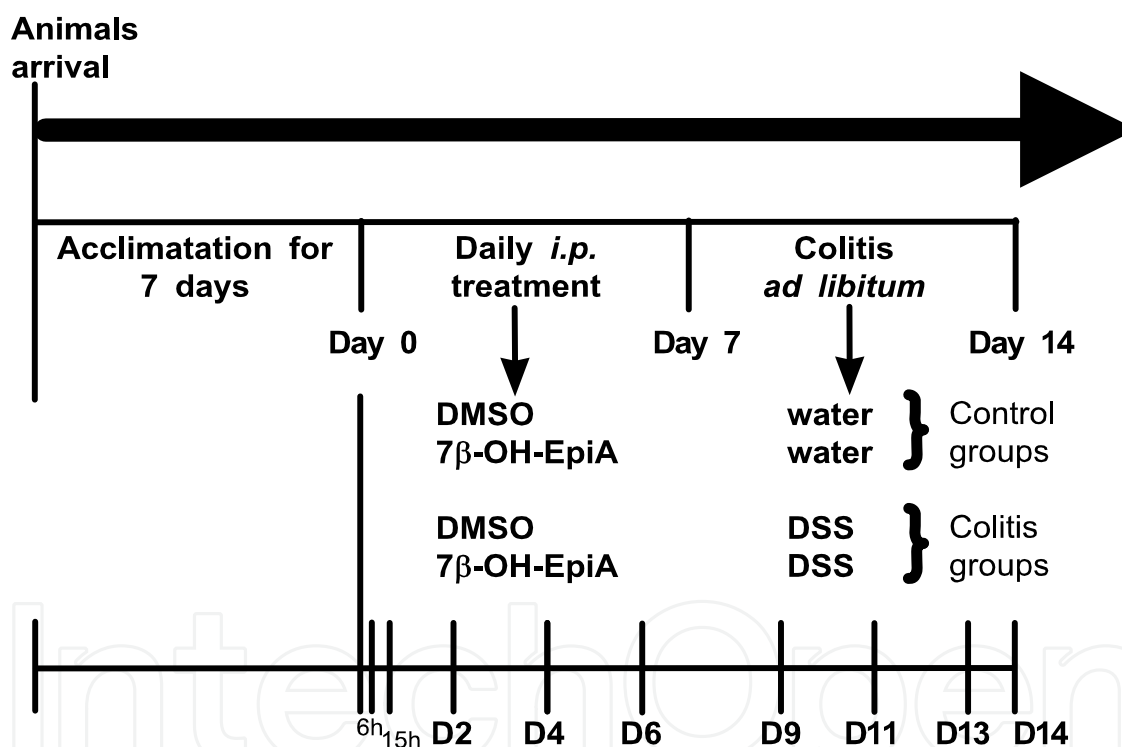 Animals
arrival
Acclimatation for
7 days
Daily i.p.
treatment
Colitis
ad libitum
Day 0
Day 7
Day 14
DMSO
7β-OH-EpiA
water
water
Control
groups
DMSO
7β-OH-EpiA
DSS
DSS
Colitis
groups
6h
15h
D2
D4
D6
D9
D11
D13
D14
IntechOpen